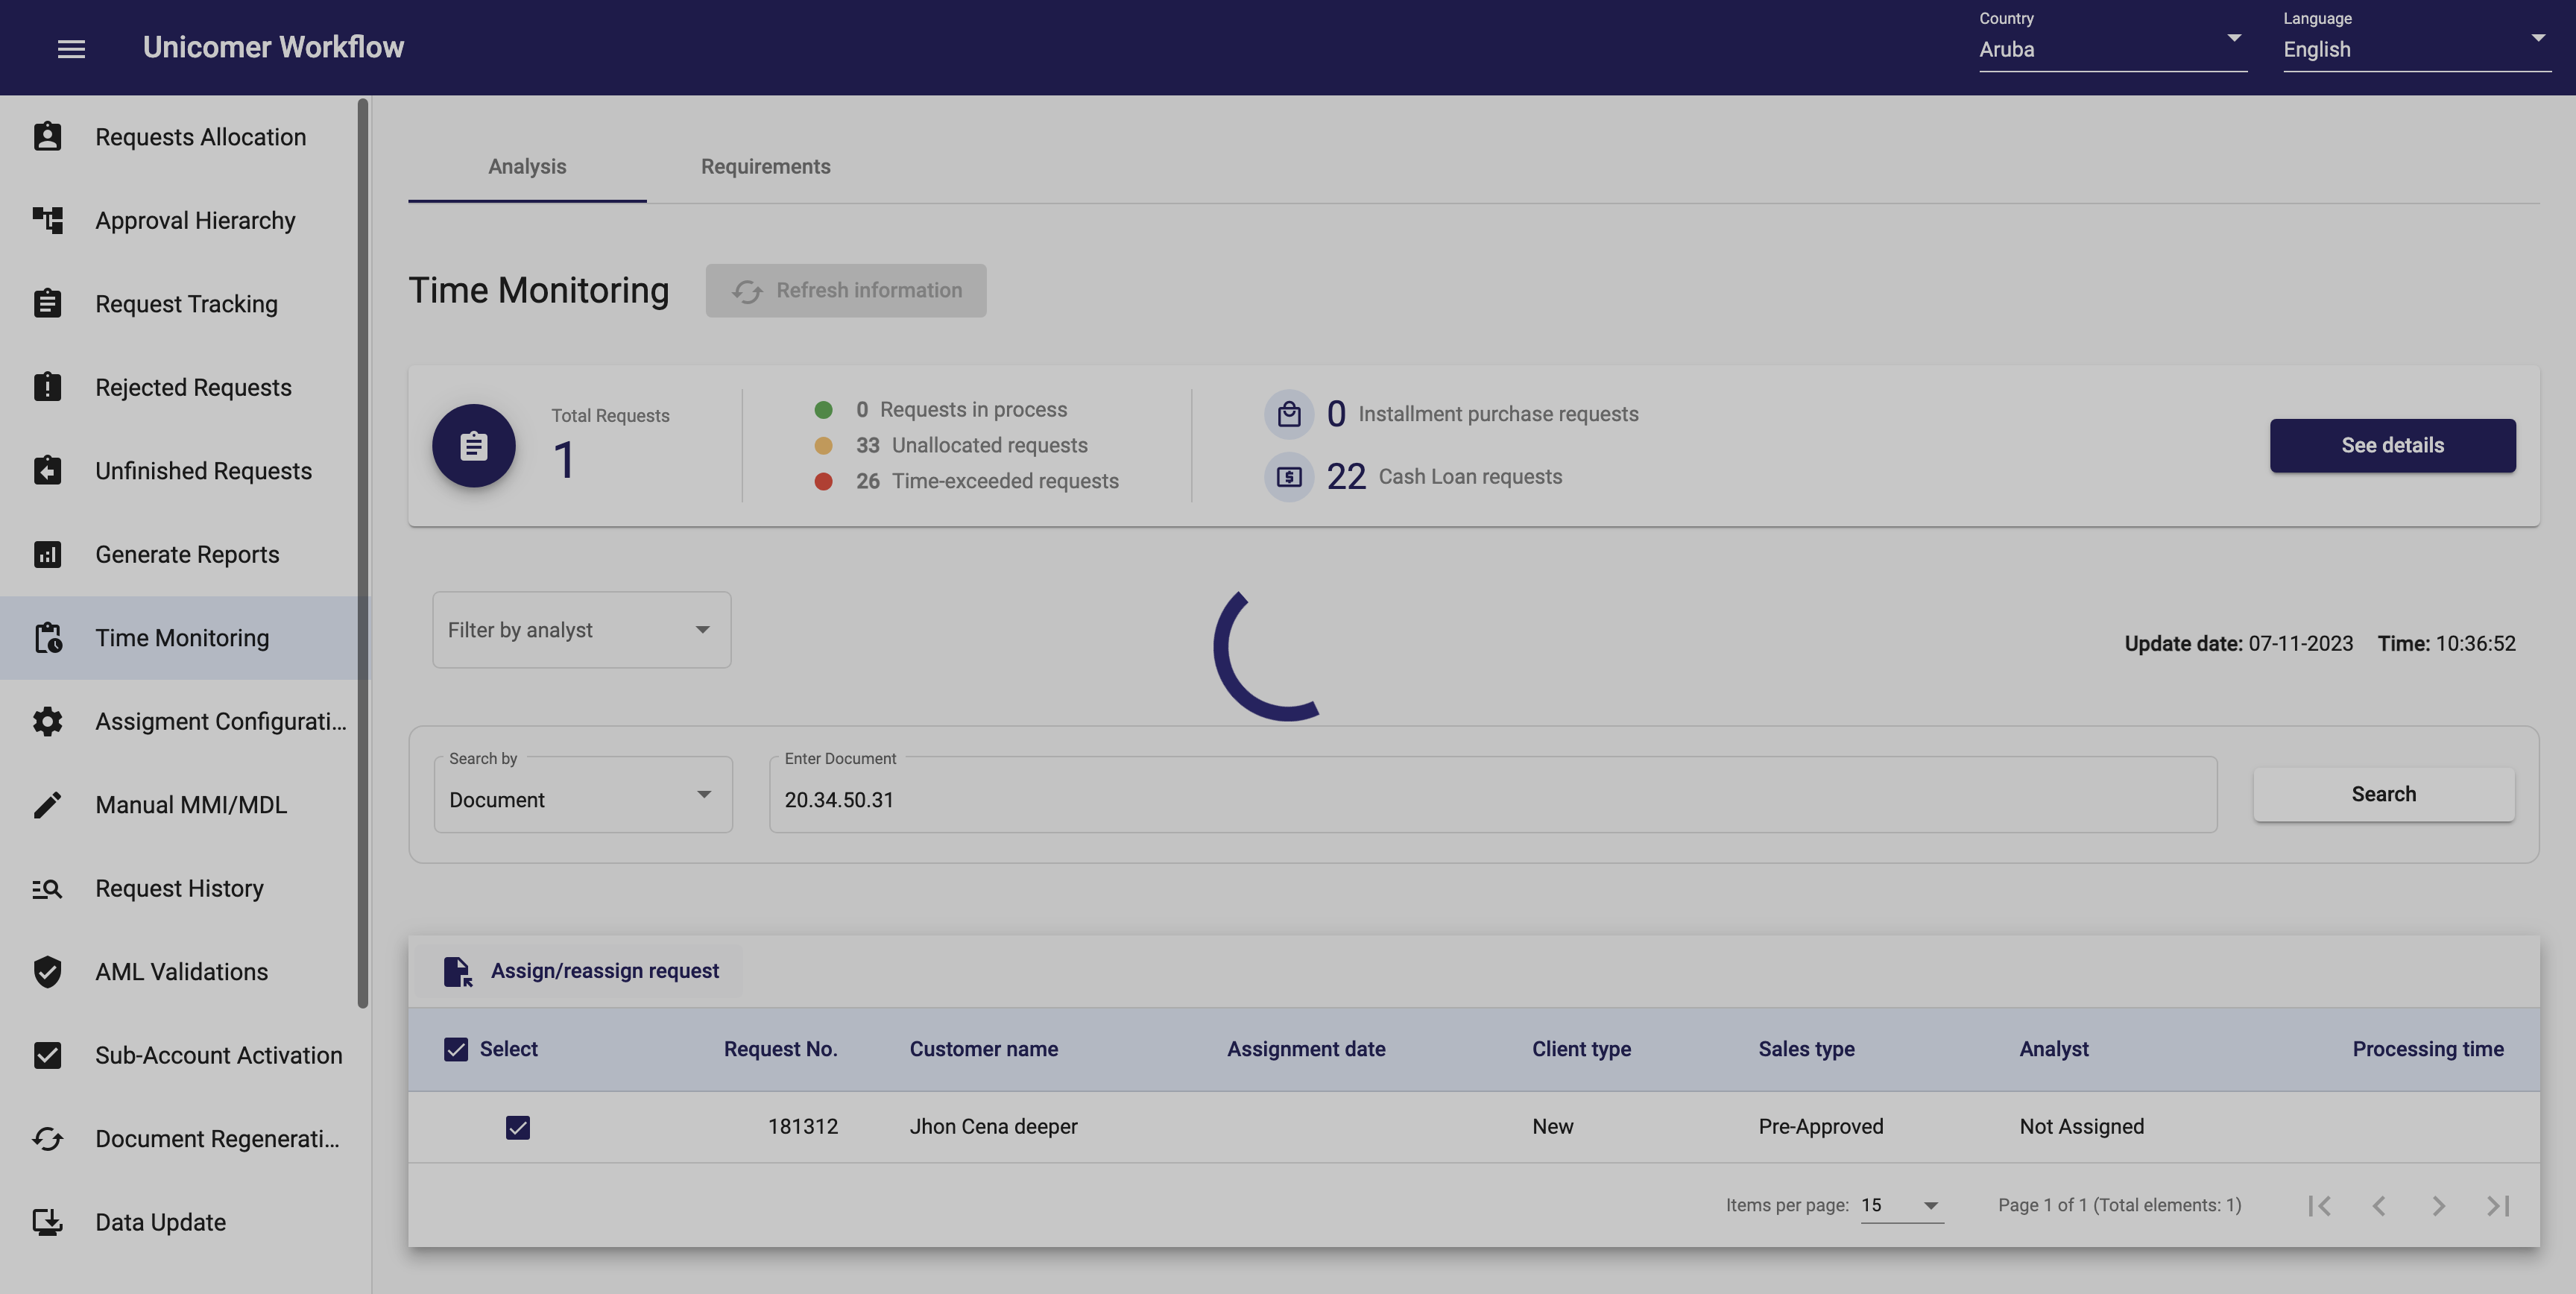 Unicomer Workflow
Country
Aruba
Language
English
Requests Allocation
Approval Hierarchy
Request Tracking
Rejected Requests
Unfinished Requests
Generate Reports
Time Monitoring
Assigment Configurati...
Manual MMI/MDL
Request History
AML Validations
Sub-Account Activation
Document Regenerati...
Data Update
Analysis
Requirements
Time Monitoring
Refresh information
Total Requests
1
0 Requests in process
33 Unallocated requests
26 Time-exceeded requests
0 Installment purchase requests
22 Cash Loan requests
See details
Filter by analyst
Update date: 07-11-2023 Time: 10:36:52
Search by
Document
Enter Document
20.34.50.31
Search
Assign/reassign request
Select Request No. Customer name Assignment date Client type Sales type Analyst Processing time
181312 Jhon Cena deeper New Pre-Approved Not Assigned
Items per page: 15 Page 1 of 1 (Total elements: 1)